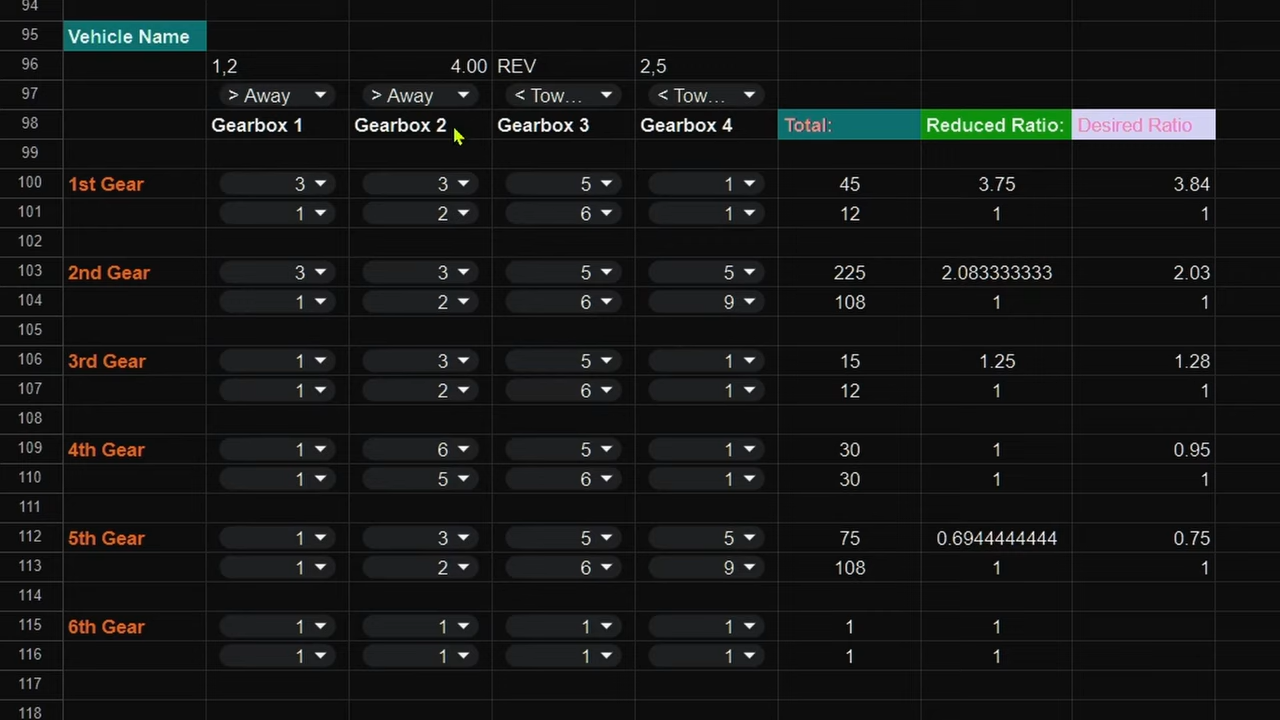 94
95 Vehicle Name
96 1,2 4.00 REV 2,5
97 > Away > Away < Tow... < Tow...
98 Gearbox 1 Gearbox 2 Gearbox 3 Gearbox 4 Total: Reduced Ratio: Desired Ratio
99
100 1st Gear 3 3 5 1 45 3.75 3.84
101 1 2 6 1 12 1 1
102
103 2nd Gear 3 3 5 5 225 2.083333333 2.03
104 1 2 6 9 108 1 1
105
106 3rd Gear 1 3 5 1 15 1.25 1.28
107 1 2 6 1 12 1 1
108
109 4th Gear 1 6 5 1 30 1 0.95
110 1 5 6 1 30 1 1
111
112 5th Gear 1 3 5 5 75 0.6944444444 0.75
113 1 2 6 9 108 1 1
114
115 6th Gear 1 1 1 1 1 1
116 1 1 1 1 1 1
117
118